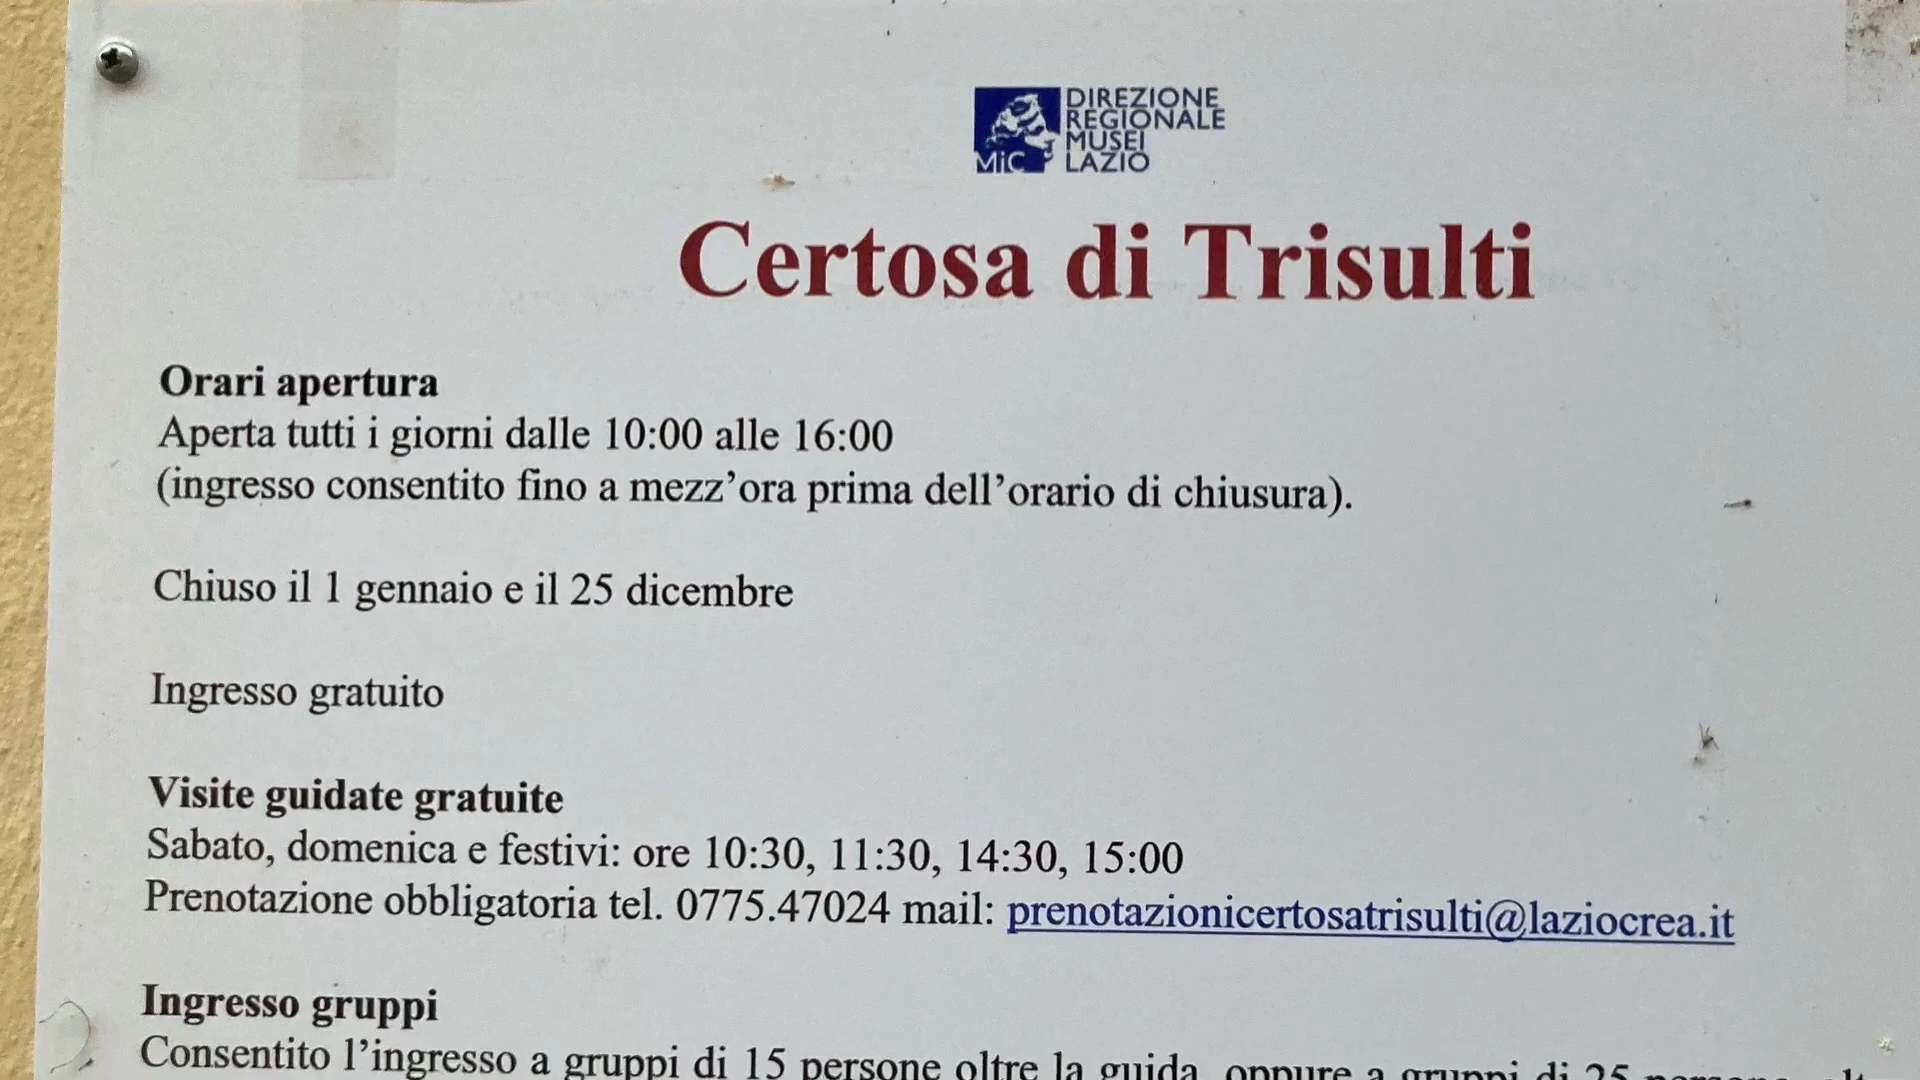 MiC
DIREZIONE
REGIONALE
MUSEI
LAZIO
Certosa di Trisulti
Orari apertura
Aperta tutti i giorni dalle 10:00 alle 16:00
(ingresso consentito fino a mezz’ora prima dell’orario di chiusura).
Chiuso il 1 gennaio e il 25 dicembre
Ingresso gratuito
Visite guidate gratuite
Sabato, domenica e festivi: ore 10:30, 11:30, 14:30, 15:00
Prenotazione obbligatoria tel. 0775.47024 mail: prenotazionicertosatrisulti@laziocrea.it
Ingresso gruppi
Consentito l’ingresso a gruppi di 15 persone oltre la guida, oppure a gruppi di 25 persone